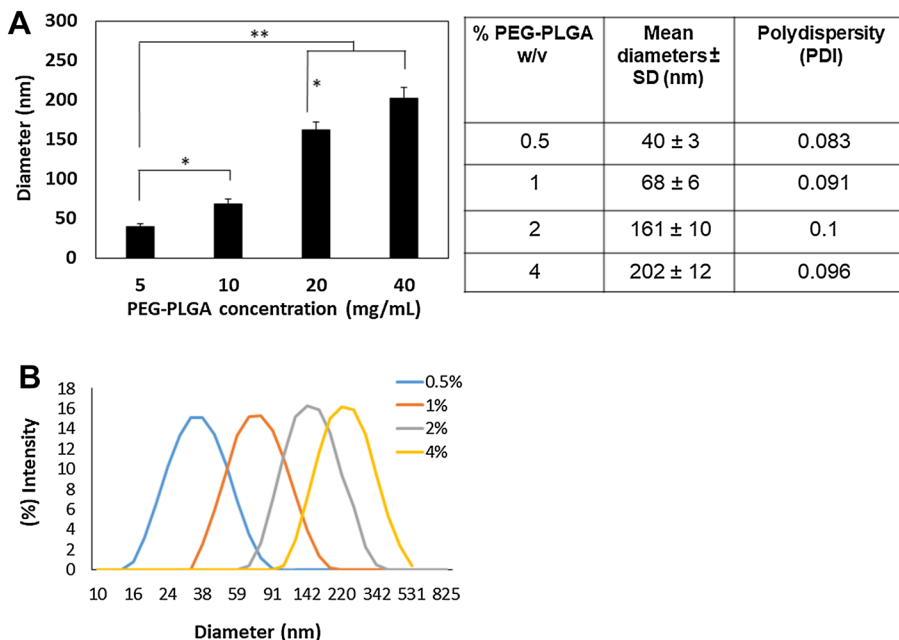 A
300
250
200
150
100
50
0
Diameter (nm)
**
*
*
5 10 20 40
PEG-PLGA concentration (mg/mL)
% PEG-PLGA w/v Mean diameters ± SD (nm) Polydispersity (PDI)
0.5 40 ± 3 0.083
1 68 ± 6 0.091
2 161 ± 10 0.1
4 202 ± 12 0.096
B
18
16
14
12
10
8
6
4
2
0
(%) Intensity
0.5%
1%
2%
4%
10 16 24 38 59 91 142 220 342 531 825
Diameter (nm)